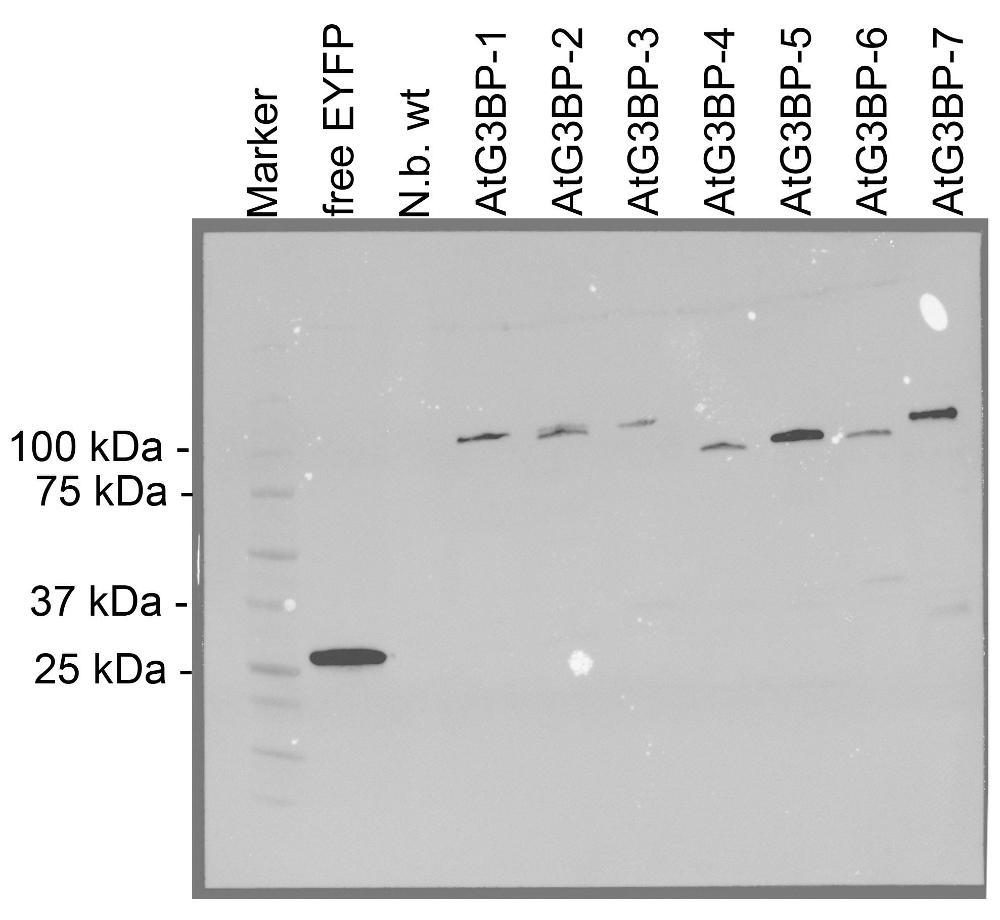 Marker
free EYFP
N.b. wt
AtG3BP-1
AtG3BP-2
AtG3BP-3
AtG3BP-4
AtG3BP-5
AtG3BP-6
AtG3BP-7
100 kDa -
75 kDa -
37 kDa -
25 kDa -